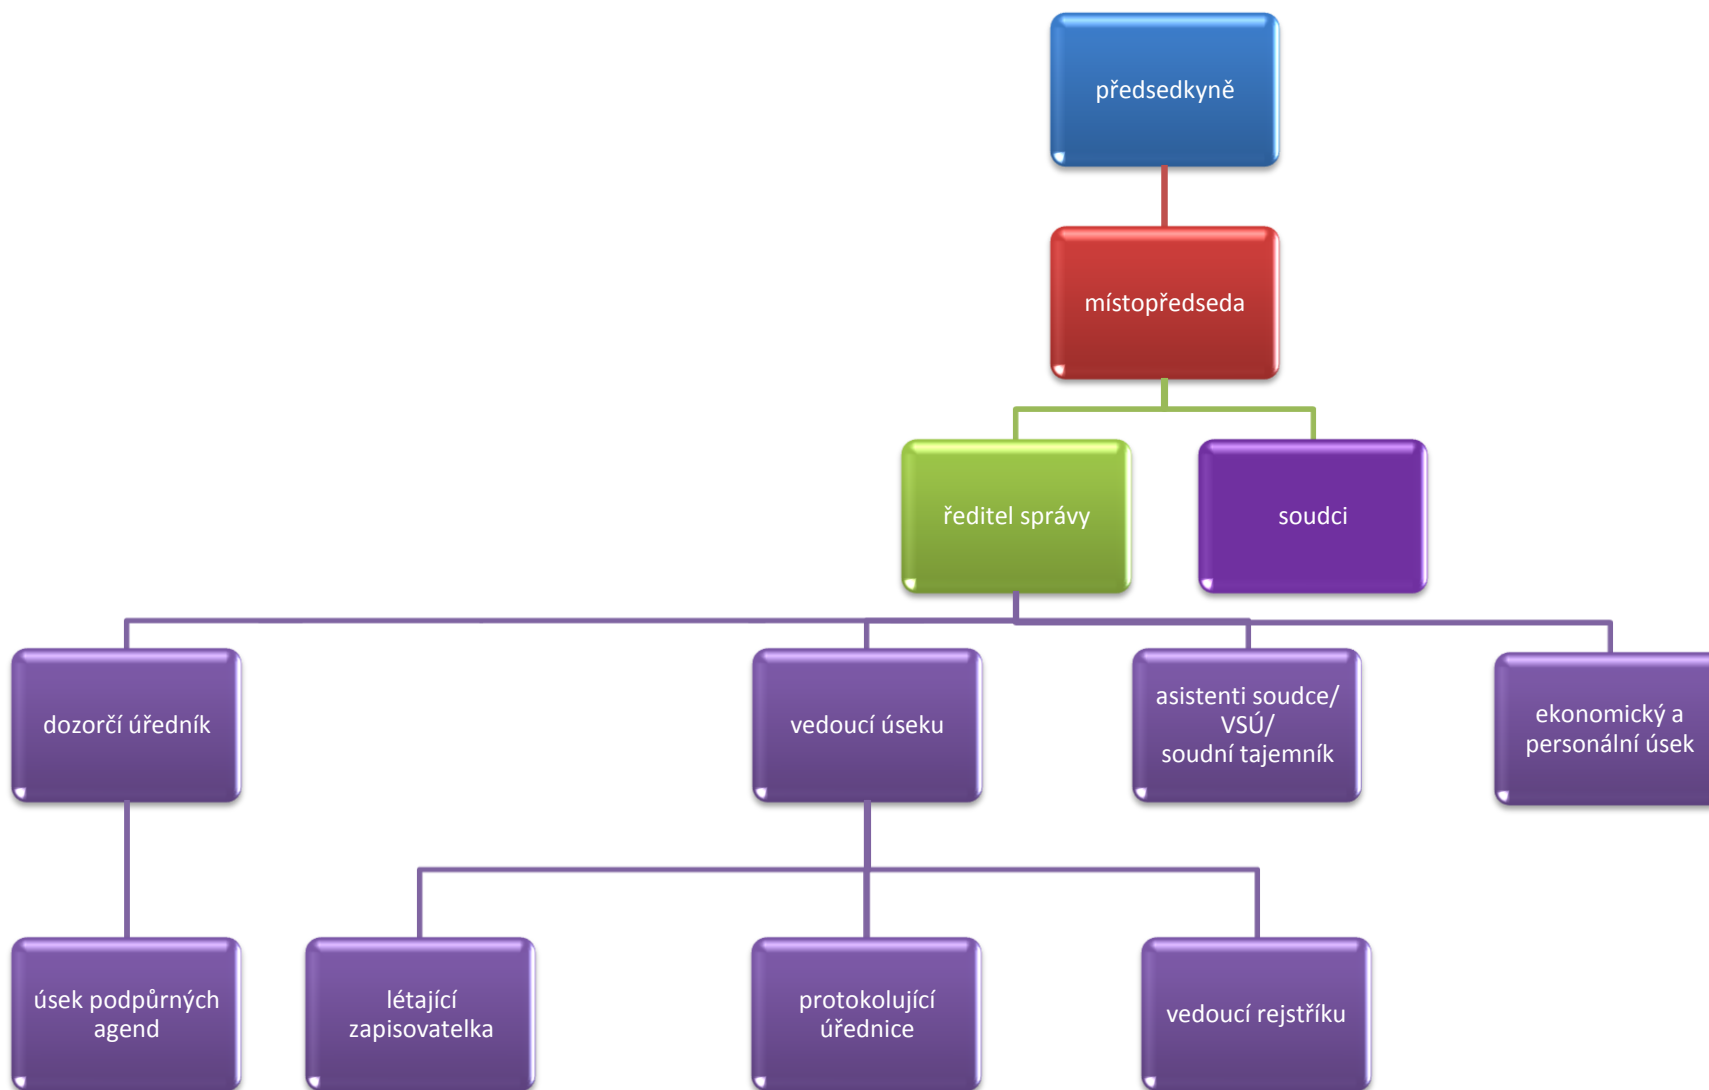 předsedkyně
místopředseda
ředitel správy
soudci
dozorčí úředník
vedoucí úseku
asistenti soudce/
VSÚ/
soudní tajemník
ekonomický a
personální úsek
úsek podpůrných
agend
létající
zapisovatelka
protokolující
úřednice
vedoucí rejstříku